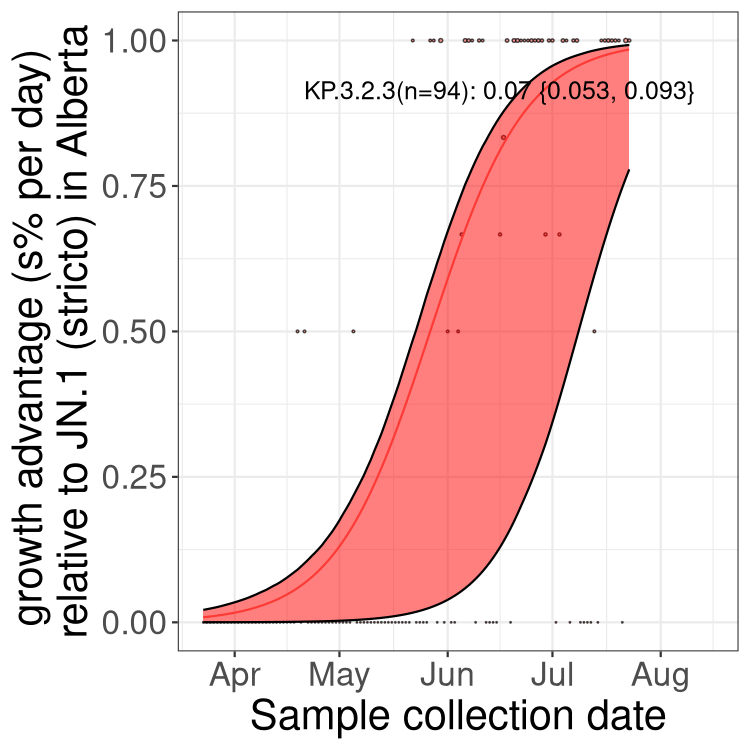 growth advantage (s% per day)
relative to JN.1 (stricto) in Alberta
1.00
0.75
0.50
0.25
0.00
KP.3.2.3(n=94): 0.07 {0.053, 0.093}
Apr May Jun Jul Aug
Sample collection date